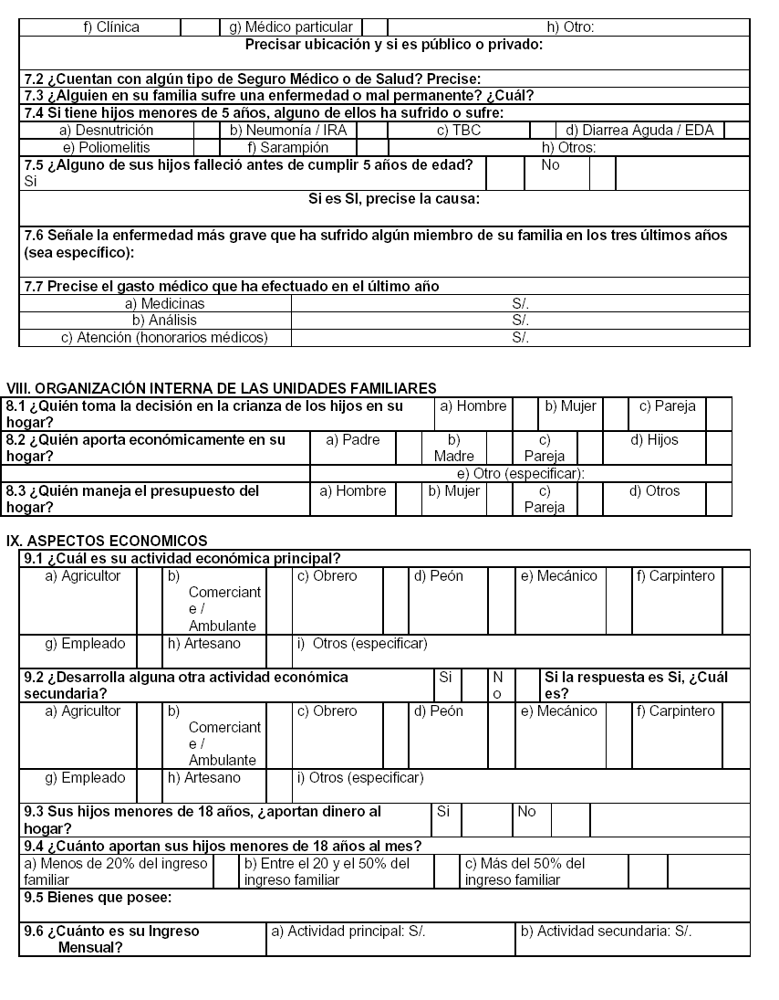 f) Clínica g) Médico particular h) Otro:
Precisar ubicación y si es público o privado:
7.2 ¿Cuentan con algún tipo de Seguro Médico o de Salud? Precise:
7.3 ¿Alguien en su familia sufre una enfermedad o mal permanente? ¿Cuál?
7.4 Si tiene hijos menores de 5 años, alguno de ellos ha sufrido o sufre:
a) Desnutrición b) Neumonía / IRA c) TBC d) Diarrea Aguda / EDA
e) Poliomelitis f) Sarampión h) Otros:
7.5 ¿Alguno de sus hijos falleció antes de cumplir 5 años de edad? No
Si
Si es SI, precise la causa:
7.6 Señale la enfermedad más grave que ha sufrido algún miembro de su familia en los tres últimos años
(sea específico):
7.7 Precise el gasto médico que ha efectuado en el último año
a) Medicinas S/.
b) Análisis S/.
c) Atención (honorarios médicos) S/.
VIII. ORGANIZACIÓN INTERNA DE LAS UNIDADES FAMILIARES
8.1 ¿Quién toma la decisión en la crianza de los hijos en su
hogar?
a) Hombre b) Mujer c) Pareja
8.2 ¿Quién aporta económicamente en su
hogar?
a) Padre
b)
Madre
c)
Pareja
d) Hijos
e) Otro (especificar):
8.3 ¿Quién maneja el presupuesto del
hogar?
a) Hombre b) Mujer
c)
Pareja
d) Otros
IX. ASPECTOS ECONOMICOS
9.1 ¿Cuál es su actividad económica principal?
a) Agricultor
b)
Comerciant
e /
Ambulante
c) Obrero d) Peón e) Mecánico f) Carpintero
g) Empleado h) Artesano i) Otros (especificar)
9.2 ¿Desarrolla alguna otra actividad económica
secundaria?
Si
N
o
Si la respuesta es Si, ¿Cuál
es?
a) Agricultor
b)
Comerciant
e /
Ambulante
c) Obrero d) Peón e) Mecánico f) Carpintero
g) Empleado h) Artesano i) Otros (especificar)
9.3 Sus hijos menores de 18 años, ¿aportan dinero al
hogar?
Si No
9.4 ¿Cuánto aportan sus hijos menores de 18 años al mes?
a) Menos de 20% del ingreso
familiar
b) Entre el 20 y el 50% del
ingreso familiar
c) Más del 50% del
ingreso familiar
9.5 Bienes que posee:
9.6 ¿Cuánto es su Ingreso
Mensual?
a) Actividad principal: S/. b) Actividad secundaria: S/.